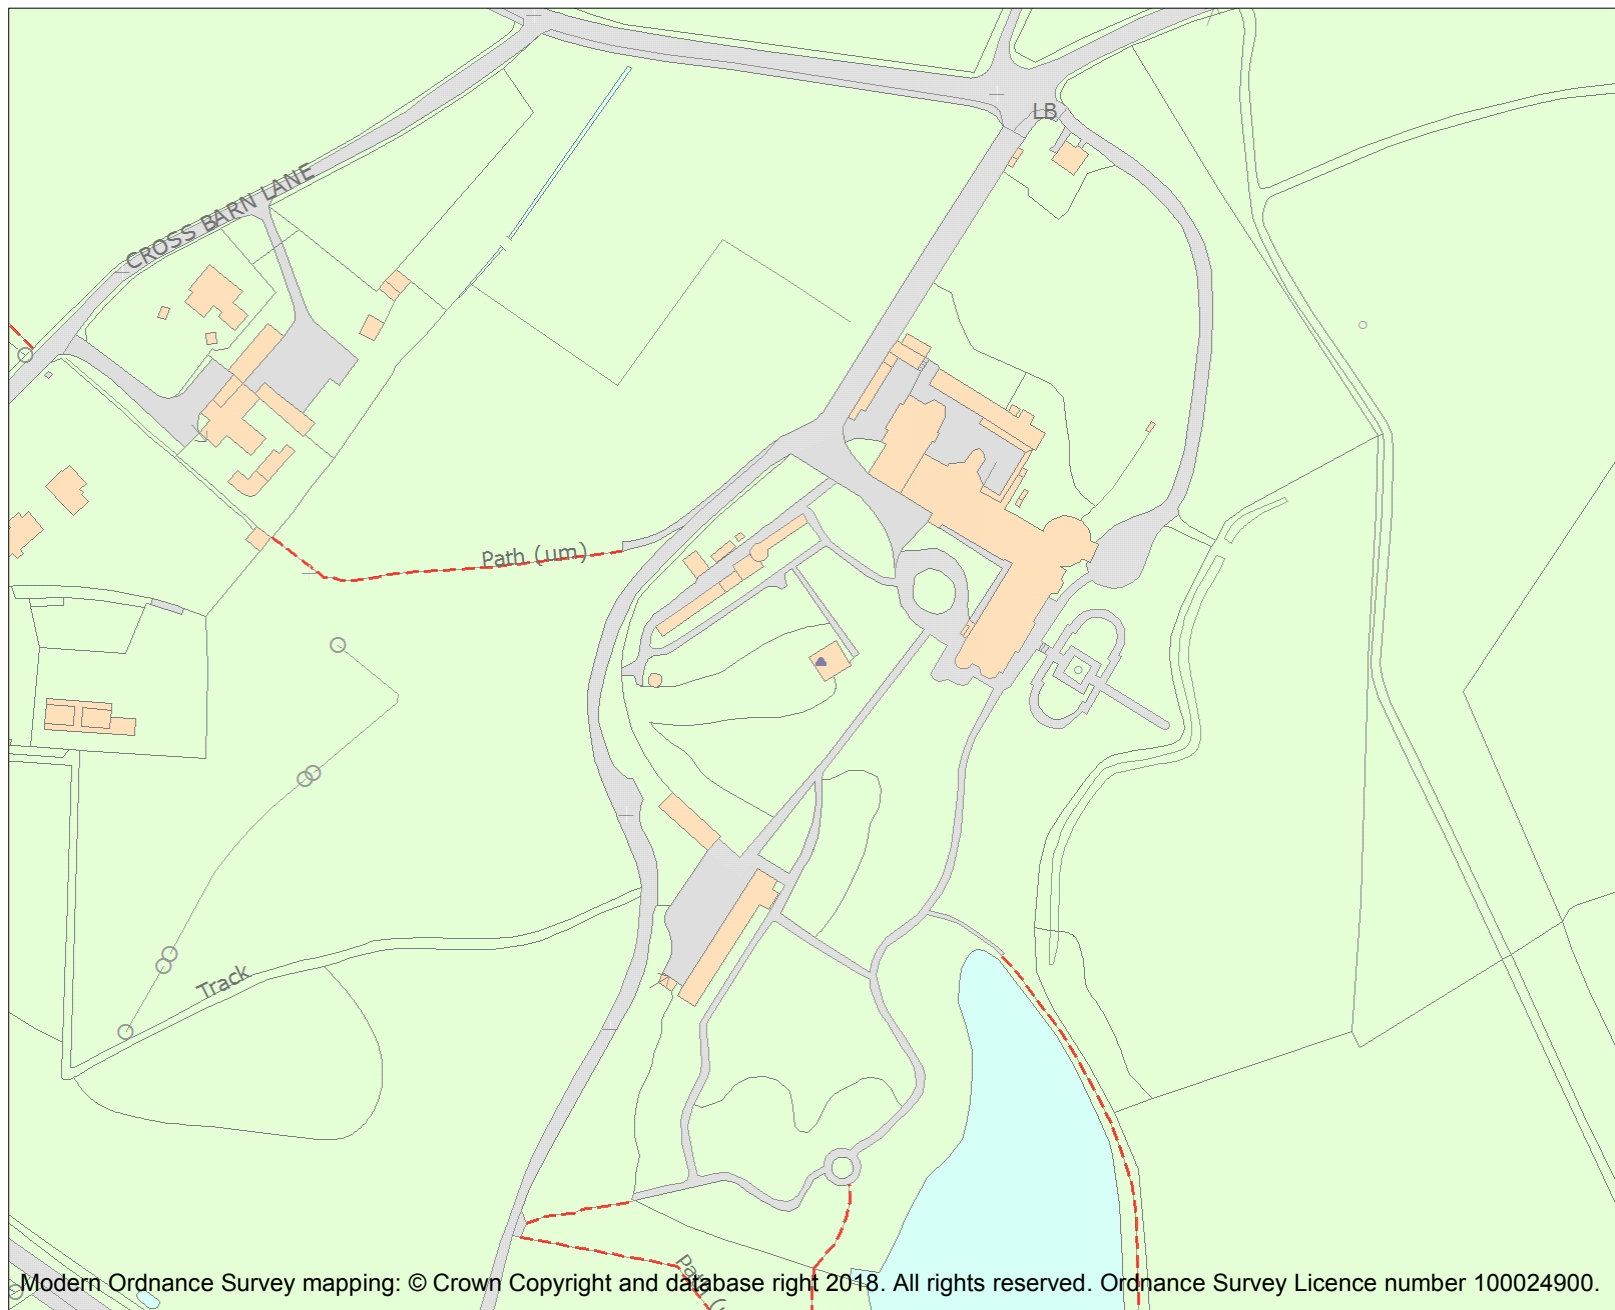 LB
CROSS BARN LANE
Path (um)
Track
Path (
Modern Ordnance Survey mapping: © Crown Copyright and database right 2018. All rights reserved. Ordnance Survey Licence number 100024900.